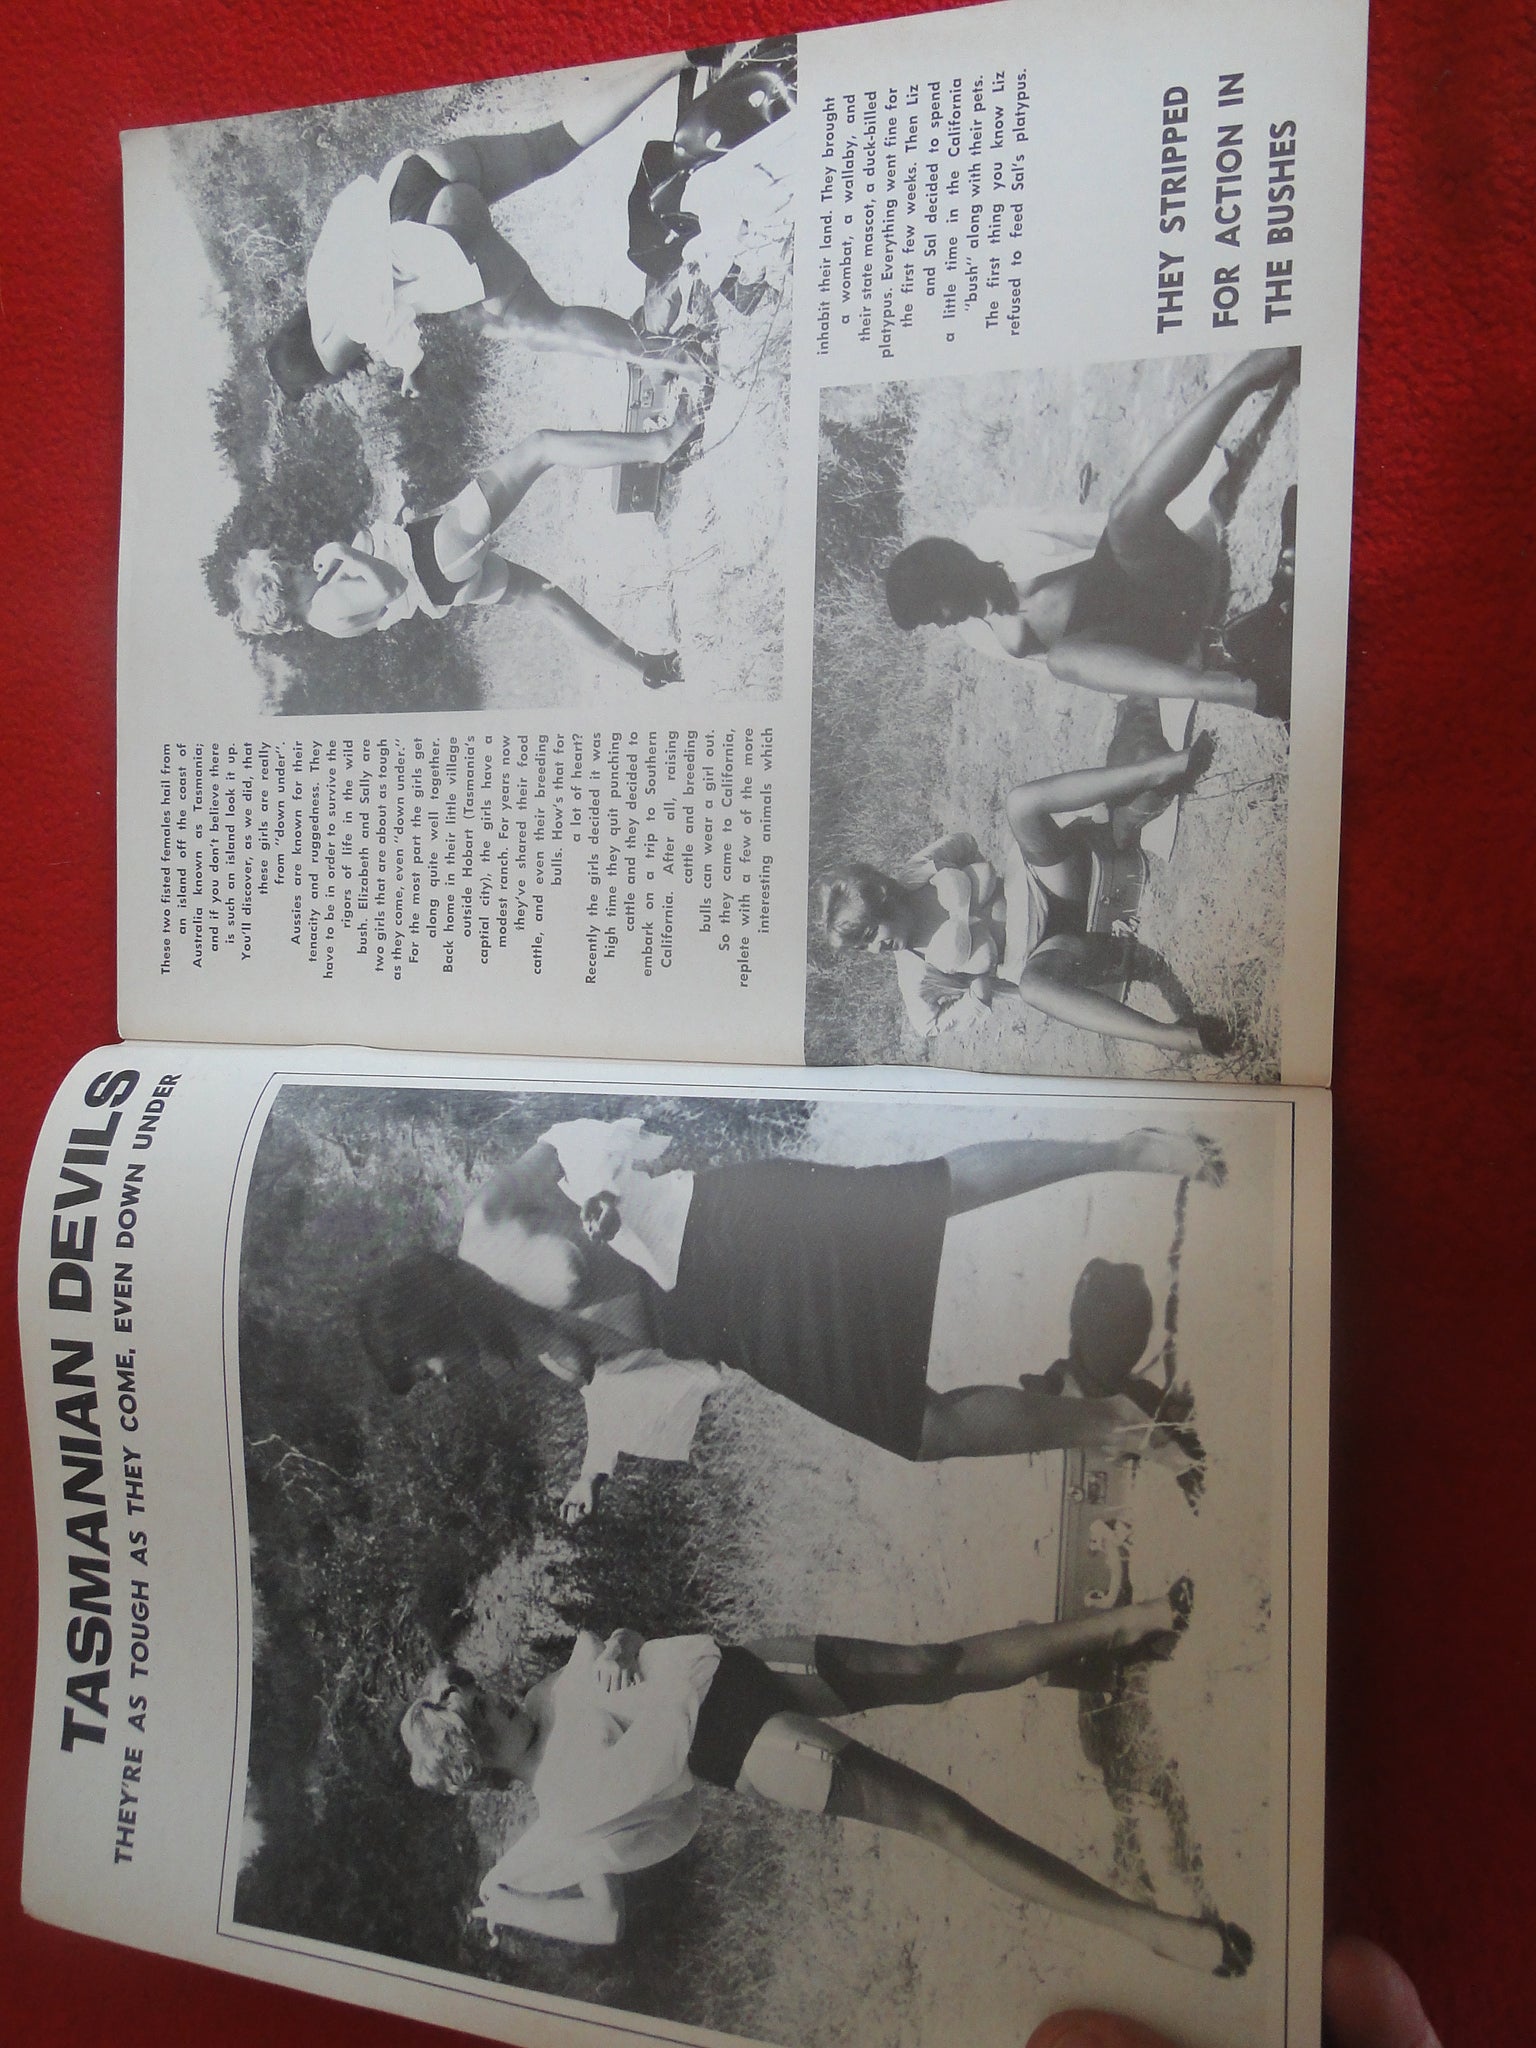 TASMANIAN DEVILS
THEY'RE AS TOUGH AS THEY COME, EVEN DOWN UNDER
These two fisted females hail from
an island off the coast of
Australia known as Tasmania;
and if you don't believe there
is such an island look it up.
You'll discover, as we did, that
these girls are really
from "down under".
Aussies are known for their
tenacity and ruggedness. They
have to be in order to survive the
rigors of life in the wild
bush. Elizabeth and Sally are
two girls that are about as tough
as they come, even "down under."
For the most part the girls get
along quite well together.
Back home in their little village
outside Hobart (Tasmania's
captial city), the girls have a
modest ranch. For years now
they've shared their food
cattle, and even their breeding
bulls. How's that for
a lot of heart?
Recently the girls decided it was
high time they quit punching
cattle and they decided to
embark on a trip to Southern
California. After all, raising
cattle and breeding
bulls can wear a girl out.
So they came to California,
replete with a few of the more
interesting animals which
inhabit their land. They brought
a wombat, a wallaby, and
their state mascot, a duck-billed
platypus. Everything went fine for
the first few weeks. Then Liz
and Sal decided to spend
a little time in the California
"bush" along with their pets.
The first thing you know Liz
refused to feed Sal's platypus.
THEY STRIPPED
FOR ACTION IN
THE BUSHES